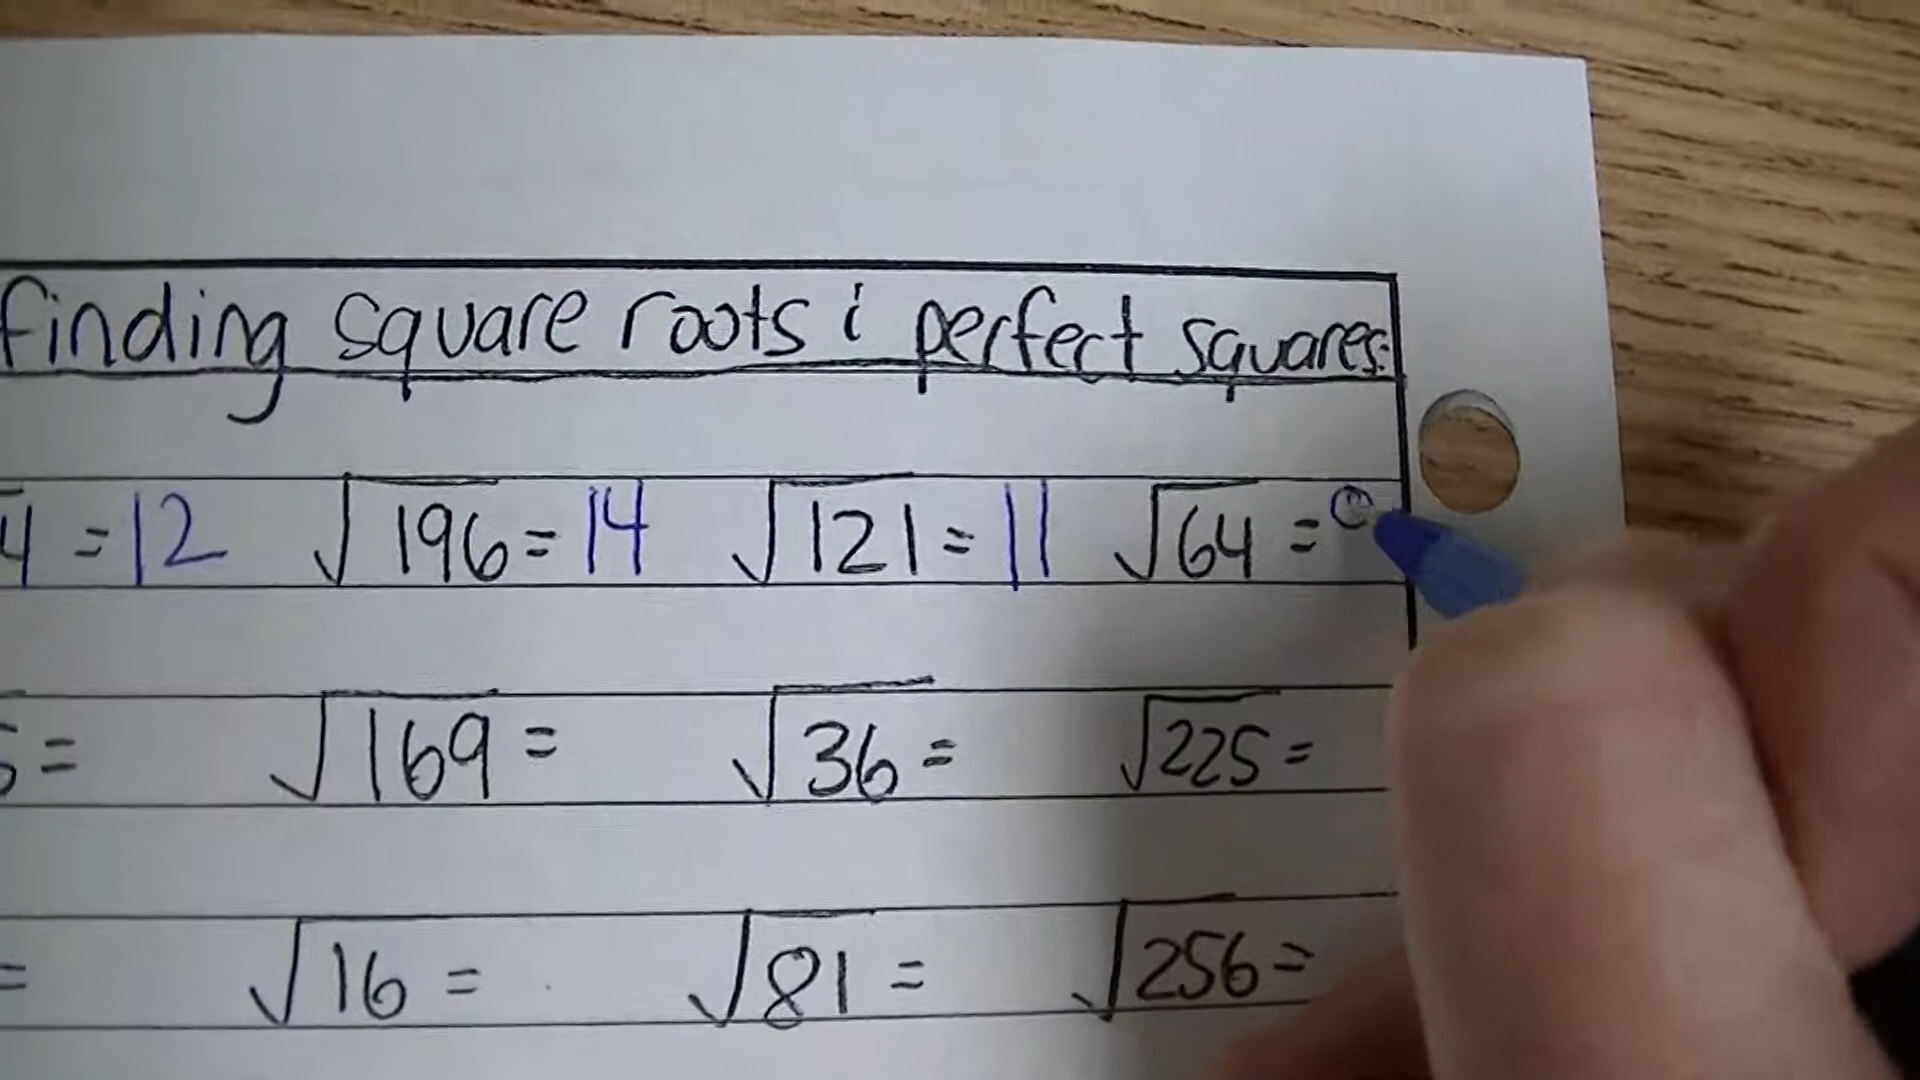 finding square roots & perfect squares:
4 = 12 √196 = 14 √121 = 11 √64 =
= √169 = √36 = √225 =
= √16 = √81 = √256 =